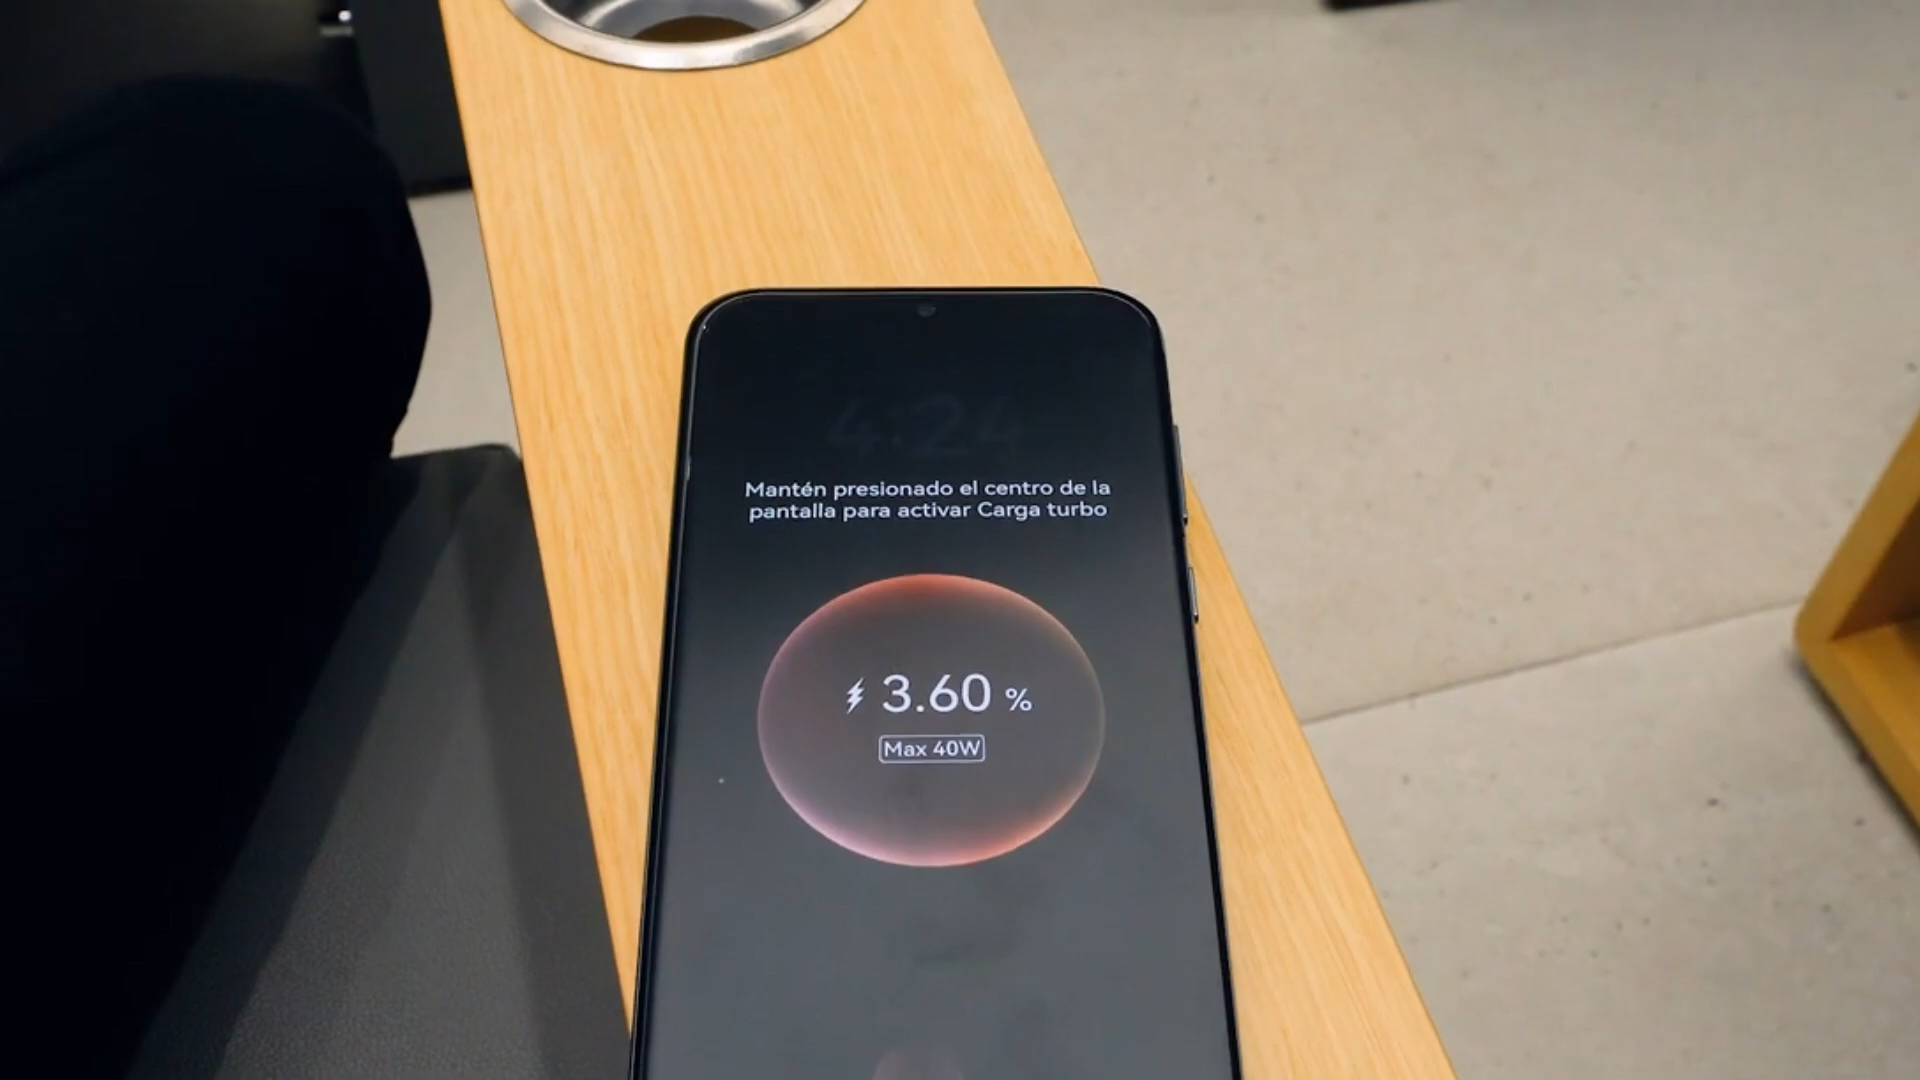 4:24
Mantén presionado el centro de la
pantalla para activar Carga turbo
3.60 %
Max 40W